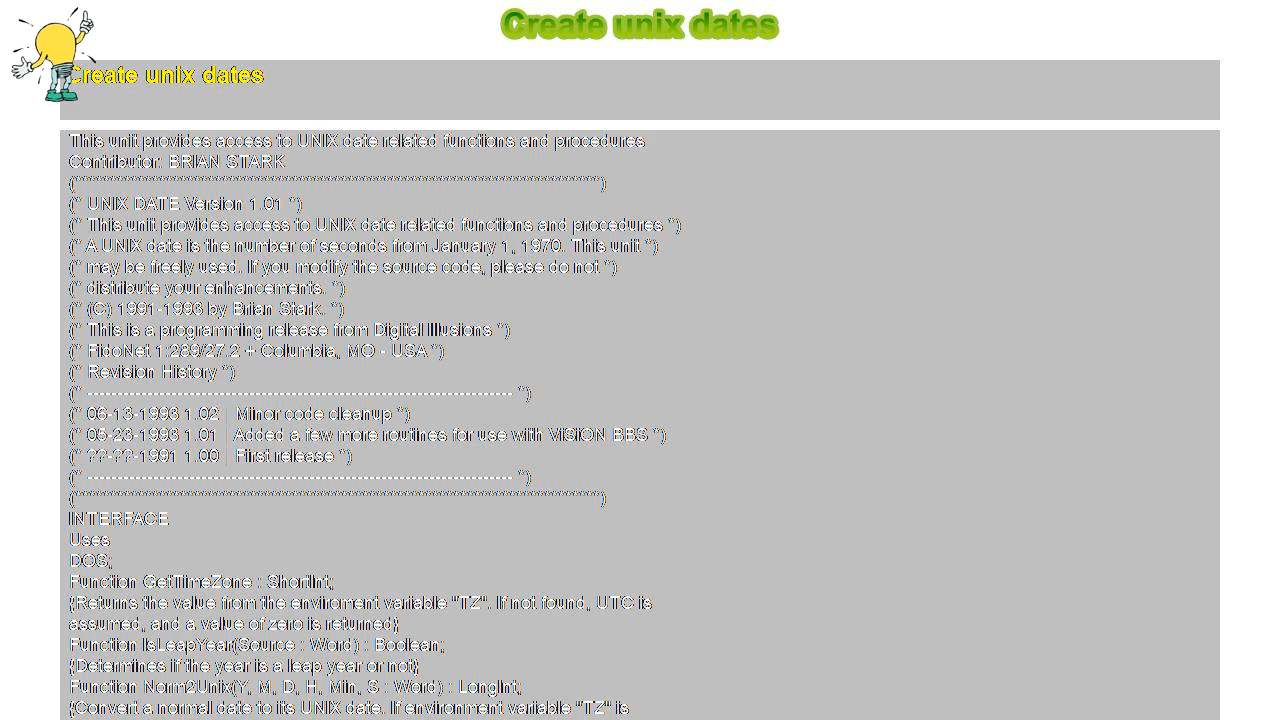 Create unix dates
Create unix dates
This unit provides access to UNIX date related functions and procedures
Contributor: BRIAN STARK
(*****************************************************************************)
(* UNIX DATE Version 1.01 *)
(* This unit provides access to UNIX date related functions and procedures *)
(* A UNIX date is the number of seconds from January 1, 1970. This unit *)
(* may be freely used. If you modify the source code, please do not *)
(* distribute your enhancements. *)
(* (C) 1991-1993 by Brian Stark. *)
(* This is a programming release from Digital Illusions *)
(* FidoNet 1:289/27.2 + Columbia, MO - USA *)
(* Revision History *)
(* ----------------------------------------------------------------------- *)
(* 06-13-1993 1.02 | Minor code cleanup *)
(* 05-23-1993 1.01 | Added a few more routines for use with ViSiON BBS *)
(* ??-??-1991 1.00 | First release *)
(* ----------------------------------------------------------------------- *)
(*****************************************************************************)
INTERFACE
Uses
DOS;
Function GetTimeZone : ShortInt;
{Returns the value from the enviroment variable "TZ". If not found, UTC is
assumed, and a value of zero is returned}
Function IsLeapYear(Source : Word) : Boolean;
{Determines if the year is a leap year or not}
Function Norm2Unix(Y, M, D, H, Min, S : Word) : LongInt;
{Convert a normal date to its UNIX date. If environment variable "TZ" is